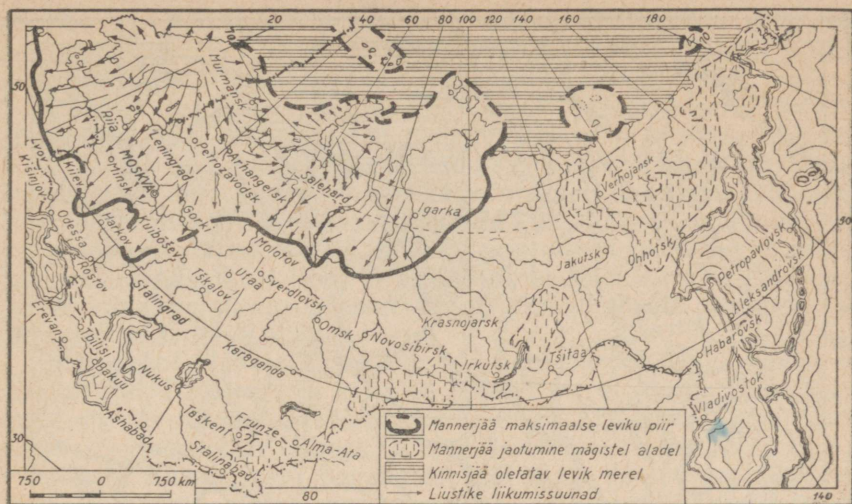 20 40 60 80 100 120 140 160 180
50
Murmansk
Riia
Leningrad
Petrozavodsk
Arhangelsk
Salehard
Igarka
Verhojansk
Minsk
MOSKVA
Lvov
Kišinjov
Kiiev
Gorki
Molotov
Jakutsk
Ohhotsk
Petropavlovsk
50
Odessa
Harkov
Kuibõšev
Rostov
Stalingrad
Tškalov
Ufaa
Sverdlovsk
Aleksandrovsk
Erevan
Tbilisi
Bakuu
Omsk
Novosibirsk
Krasnojarsk
Irkutsk
Tšitaa
Habarovsk
Karaganda
Nukus
Vladivostok
Ašhabad
Taškent
Frunze
Alma-Ata
Stalinabad
30
Mannerjää maksimaalse leviku piir
Mannerjää jaotumine mägistel aladel
Kinnisjää oletatav levik merel
Liustike liikumissuunad
750 0 750 km
80
140